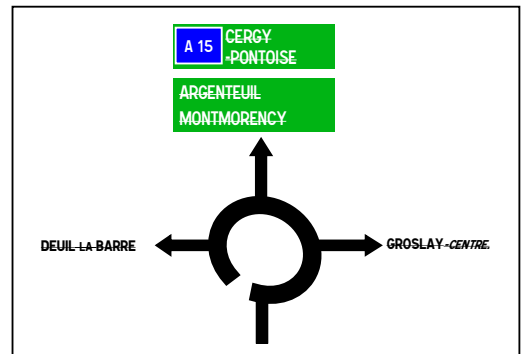 A 15 CERGY
-PONTOISE
ARGENTEUIL
MONTMORENCY
DEUIL-LA BARRE
GROSLAY-CENTRE.